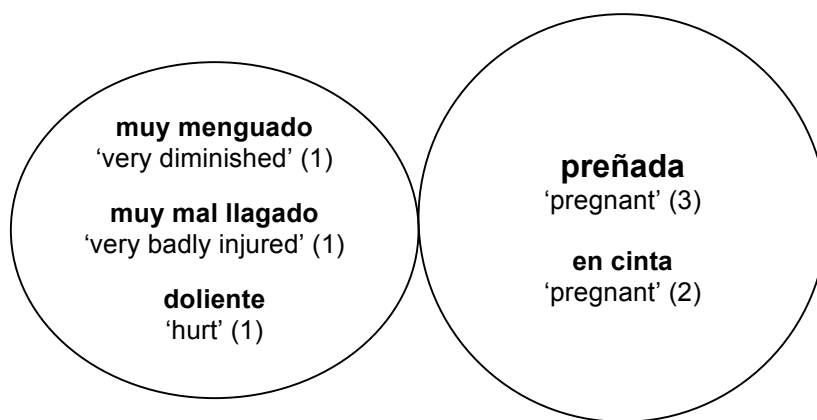 muy menguado
‘very diminished’ (1)
muy mal llagado
‘very badly injured’ (1)
doliente
‘hurt’ (1)
preñada
‘pregnant’ (3)
en cinta
‘pregnant’ (2)